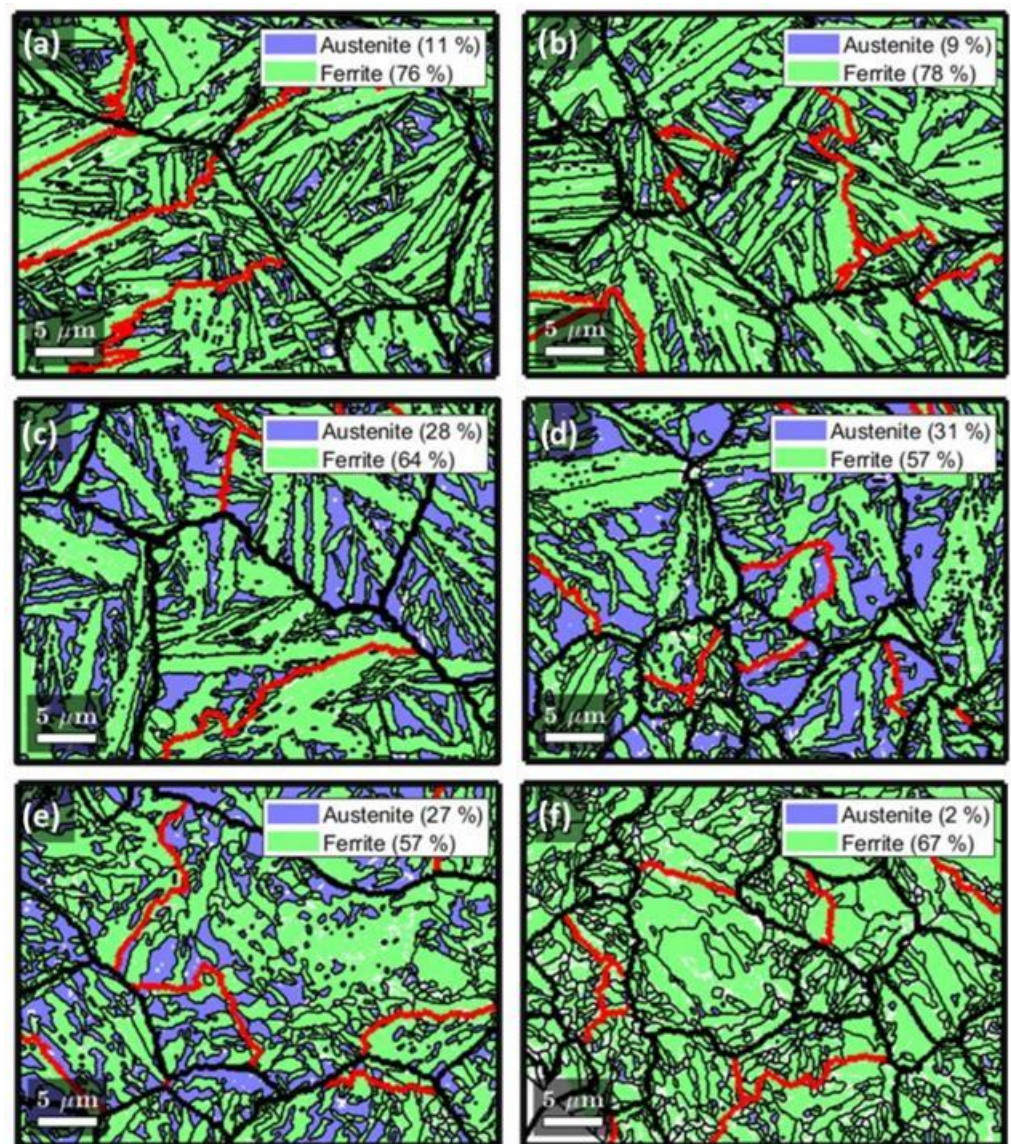 (a)
Austenite (11 %)
Ferrite (76 %)
5 μm
(b)
Austenite (9 %)
Ferrite (78 %)
5 μm
(c)
Austenite (28 %)
Ferrite (64 %)
5 μm
(d)
Austenite (31 %)
Ferrite (57 %)
5 μm
(e)
Austenite (27 %)
Ferrite (57 %)
5 μm
(f)
Austenite (2 %)
Ferrite (67 %)
5 μm